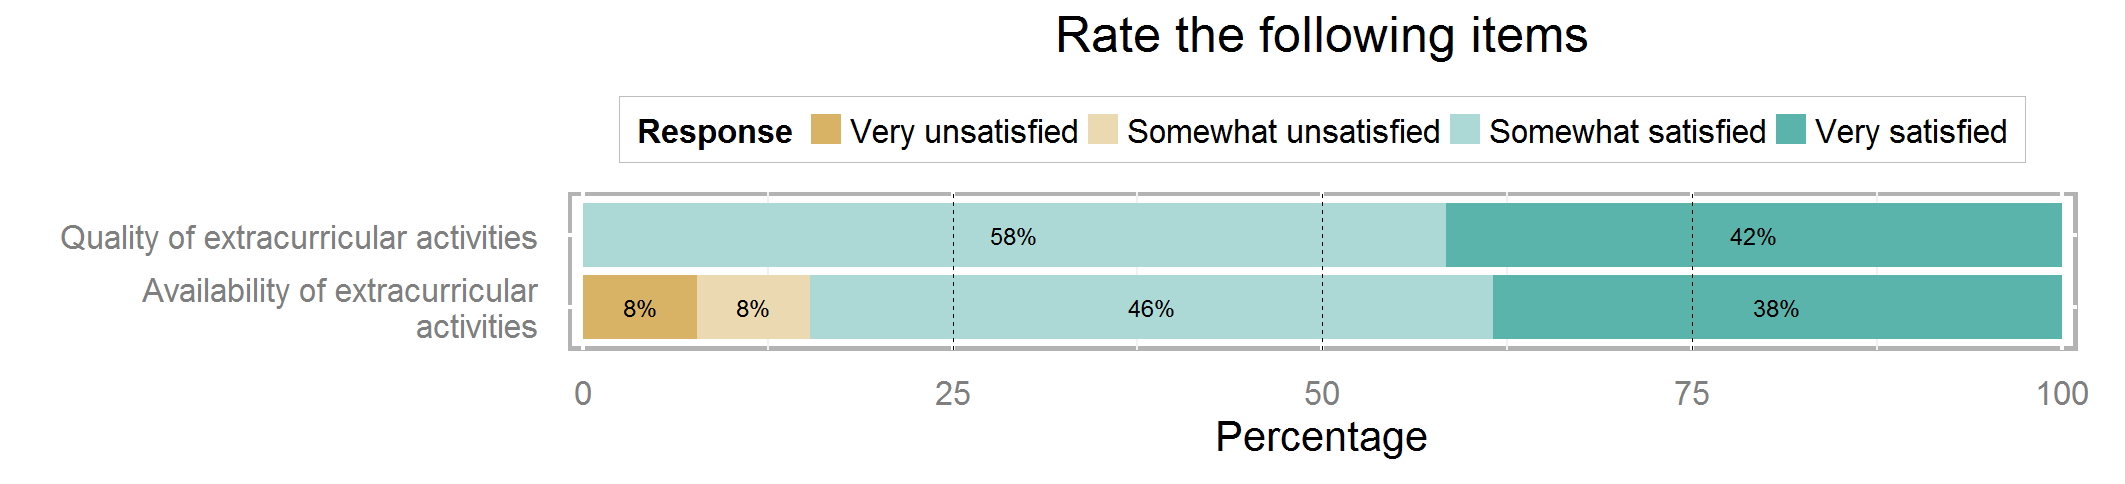 Rate the following items
Response Very unsatisfied Somewhat unsatisfied Somewhat satisfied Very satisfied
Quality of extracurricular activities 58% 42%
Availability of extracurricular
activities
8% 8% 46% 38%
0 25 50 75 100
Percentage